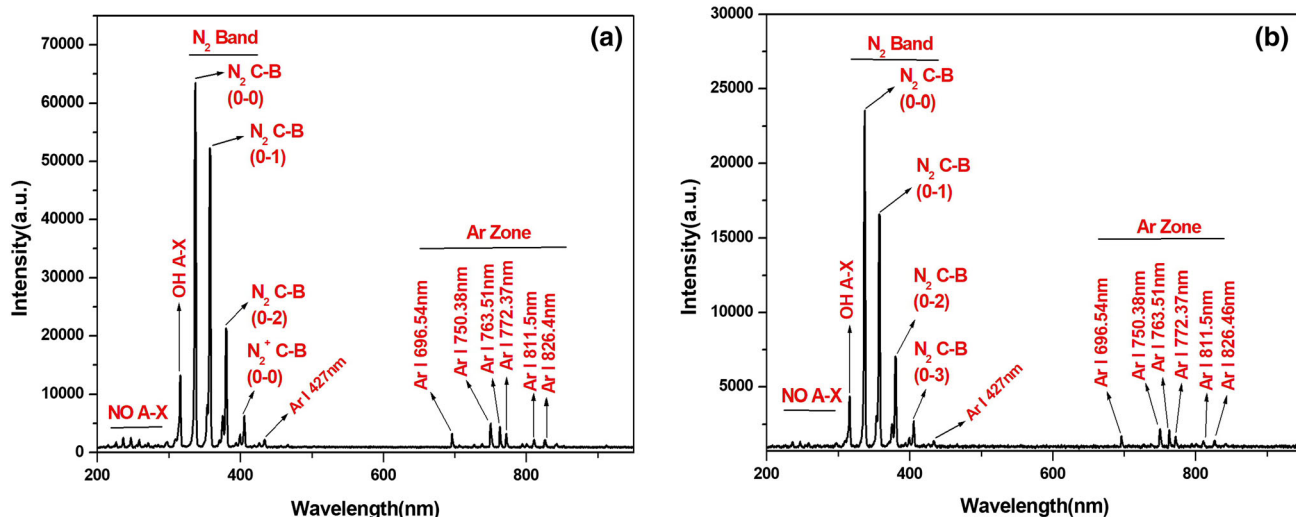 (a)
70000
60000
50000
40000
30000
20000
10000
0
Intensity(a.u.)
N₂ Band
N₂ C-B
(0-0)
N₂ C-B
(0-1)
OH A-X
N₂ C-B
(0-2)
N₂⁺ C-B
(0-0)
NO A-X
Ar I 427nm
Ar Zone
Ar I 696.54nm
Ar I 750.38nm
Ar I 763.51nm
Ar I 772.37nm
Ar I 811.5nm
Ar I 826.4nm
200
400
600
800
Wavelength(nm)
(b)
30000
25000
20000
15000
10000
5000
Intensity(a.u.)
N₂ Band
N₂ C-B
(0-0)
N₂ C-B
(0-1)
OH A-X
N₂ C-B
(0-2)
N₂ C-B
(0-3)
NO A-X
Ar I 427nm
Ar Zone
Ar I 696.54nm
Ar I 750.38nm
Ar I 763.51nm
Ar I 772.37nm
Ar I 811.5nm
Ar I 826.46nm
200
400
600
800
Wavelength(nm)